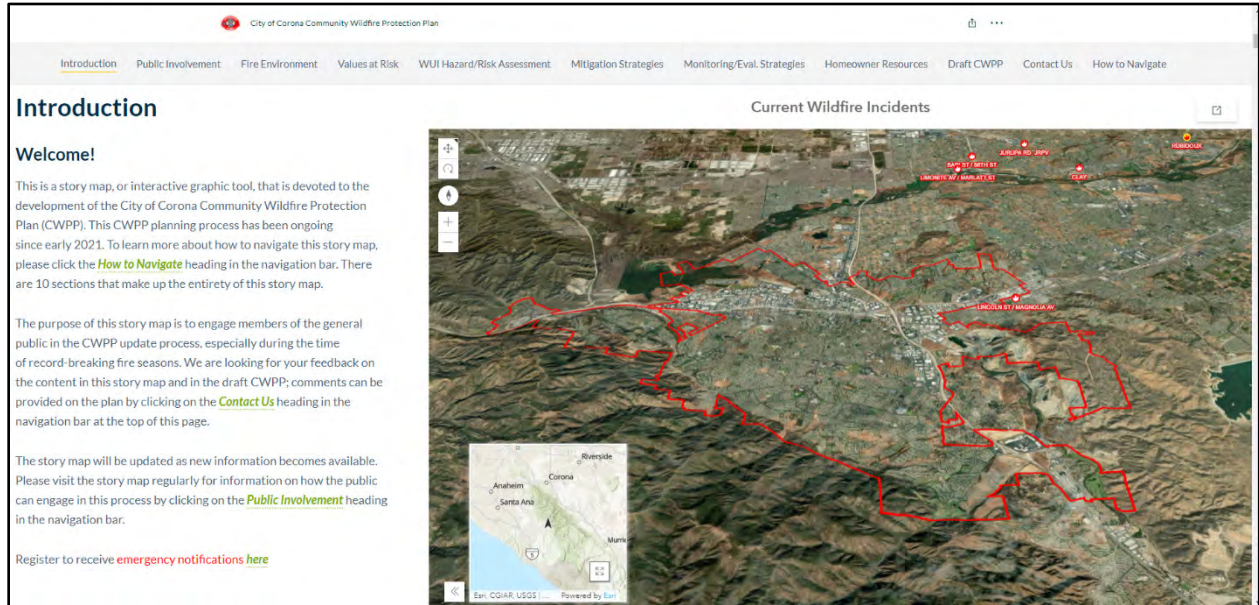 City of Corona Community Wildfire Protection Plan
Introduction Public Involvement Fire Environment Values at Risk WUI Hazard/Risk Assessment Mitigation Strategies Monitoring/Eval. Strategies Homeowner Resources Draft CWPP Contact Us How to Navigate
Introduction
Welcome!
This is a story map, or interactive graphic tool, that is devoted to the
development of the City of Corona Community Wildfire Protection
Plan (CWPP). This CWPP planning process has been ongoing
since early 2021. To learn more about how to navigate this story map,
please click the How to Navigate heading in the navigation bar. There
are 10 sections that make up the entirety of this story map.
The purpose of this story map is to engage members of the general
public in the CWPP update process, especially during the time
of record-breaking fire seasons. We are looking for your feedback on
the content in this story map and in the draft CWPP; comments can be
provided on the plan by clicking on the Contact Us heading in the
navigation bar at the top of this page.
The story map will be updated as new information becomes available.
Please visit the story map regularly for information on how the public
can engage in this process by clicking on the Public Involvement heading
in the navigation bar.
Register to receive emergency notifications here
Current Wildfire Incidents
RUBIDOUX
JURUPA RD JRPV
LIMONITE AV / MARLATT ST
CLAY
LINCOLN ST / MAGNOLIA AV
Riverside
Corona
Anaheim
Santa Ana
5
Murri
Esri, CGIAR, USGS | ... Powered by Esri